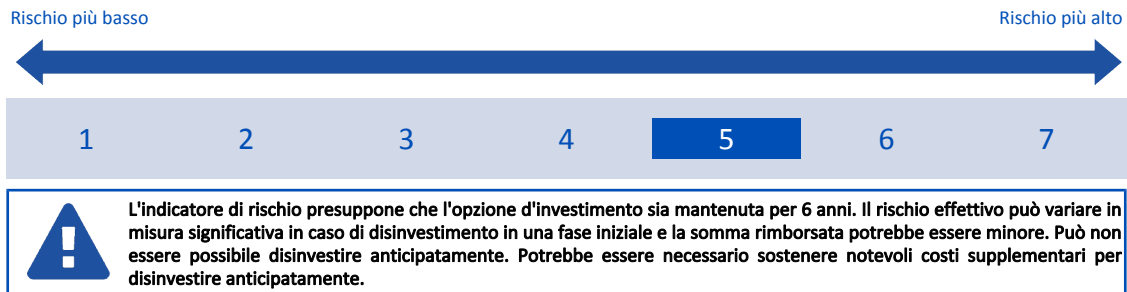 Rischio più basso Rischio più alto
1 2 3 4 5 6 7
L'indicatore di rischio presuppone che l'opzione d'investimento sia mantenuta per 6 anni. Il rischio effettivo può variare in
misura significativa in caso di disinvestimento in una fase iniziale e la somma rimborsata potrebbe essere minore. Può non
essere possibile disinvestire anticipatamente. Potrebbe essere necessario sostenere notevoli costi supplementari per
disinvestire anticipatamente.